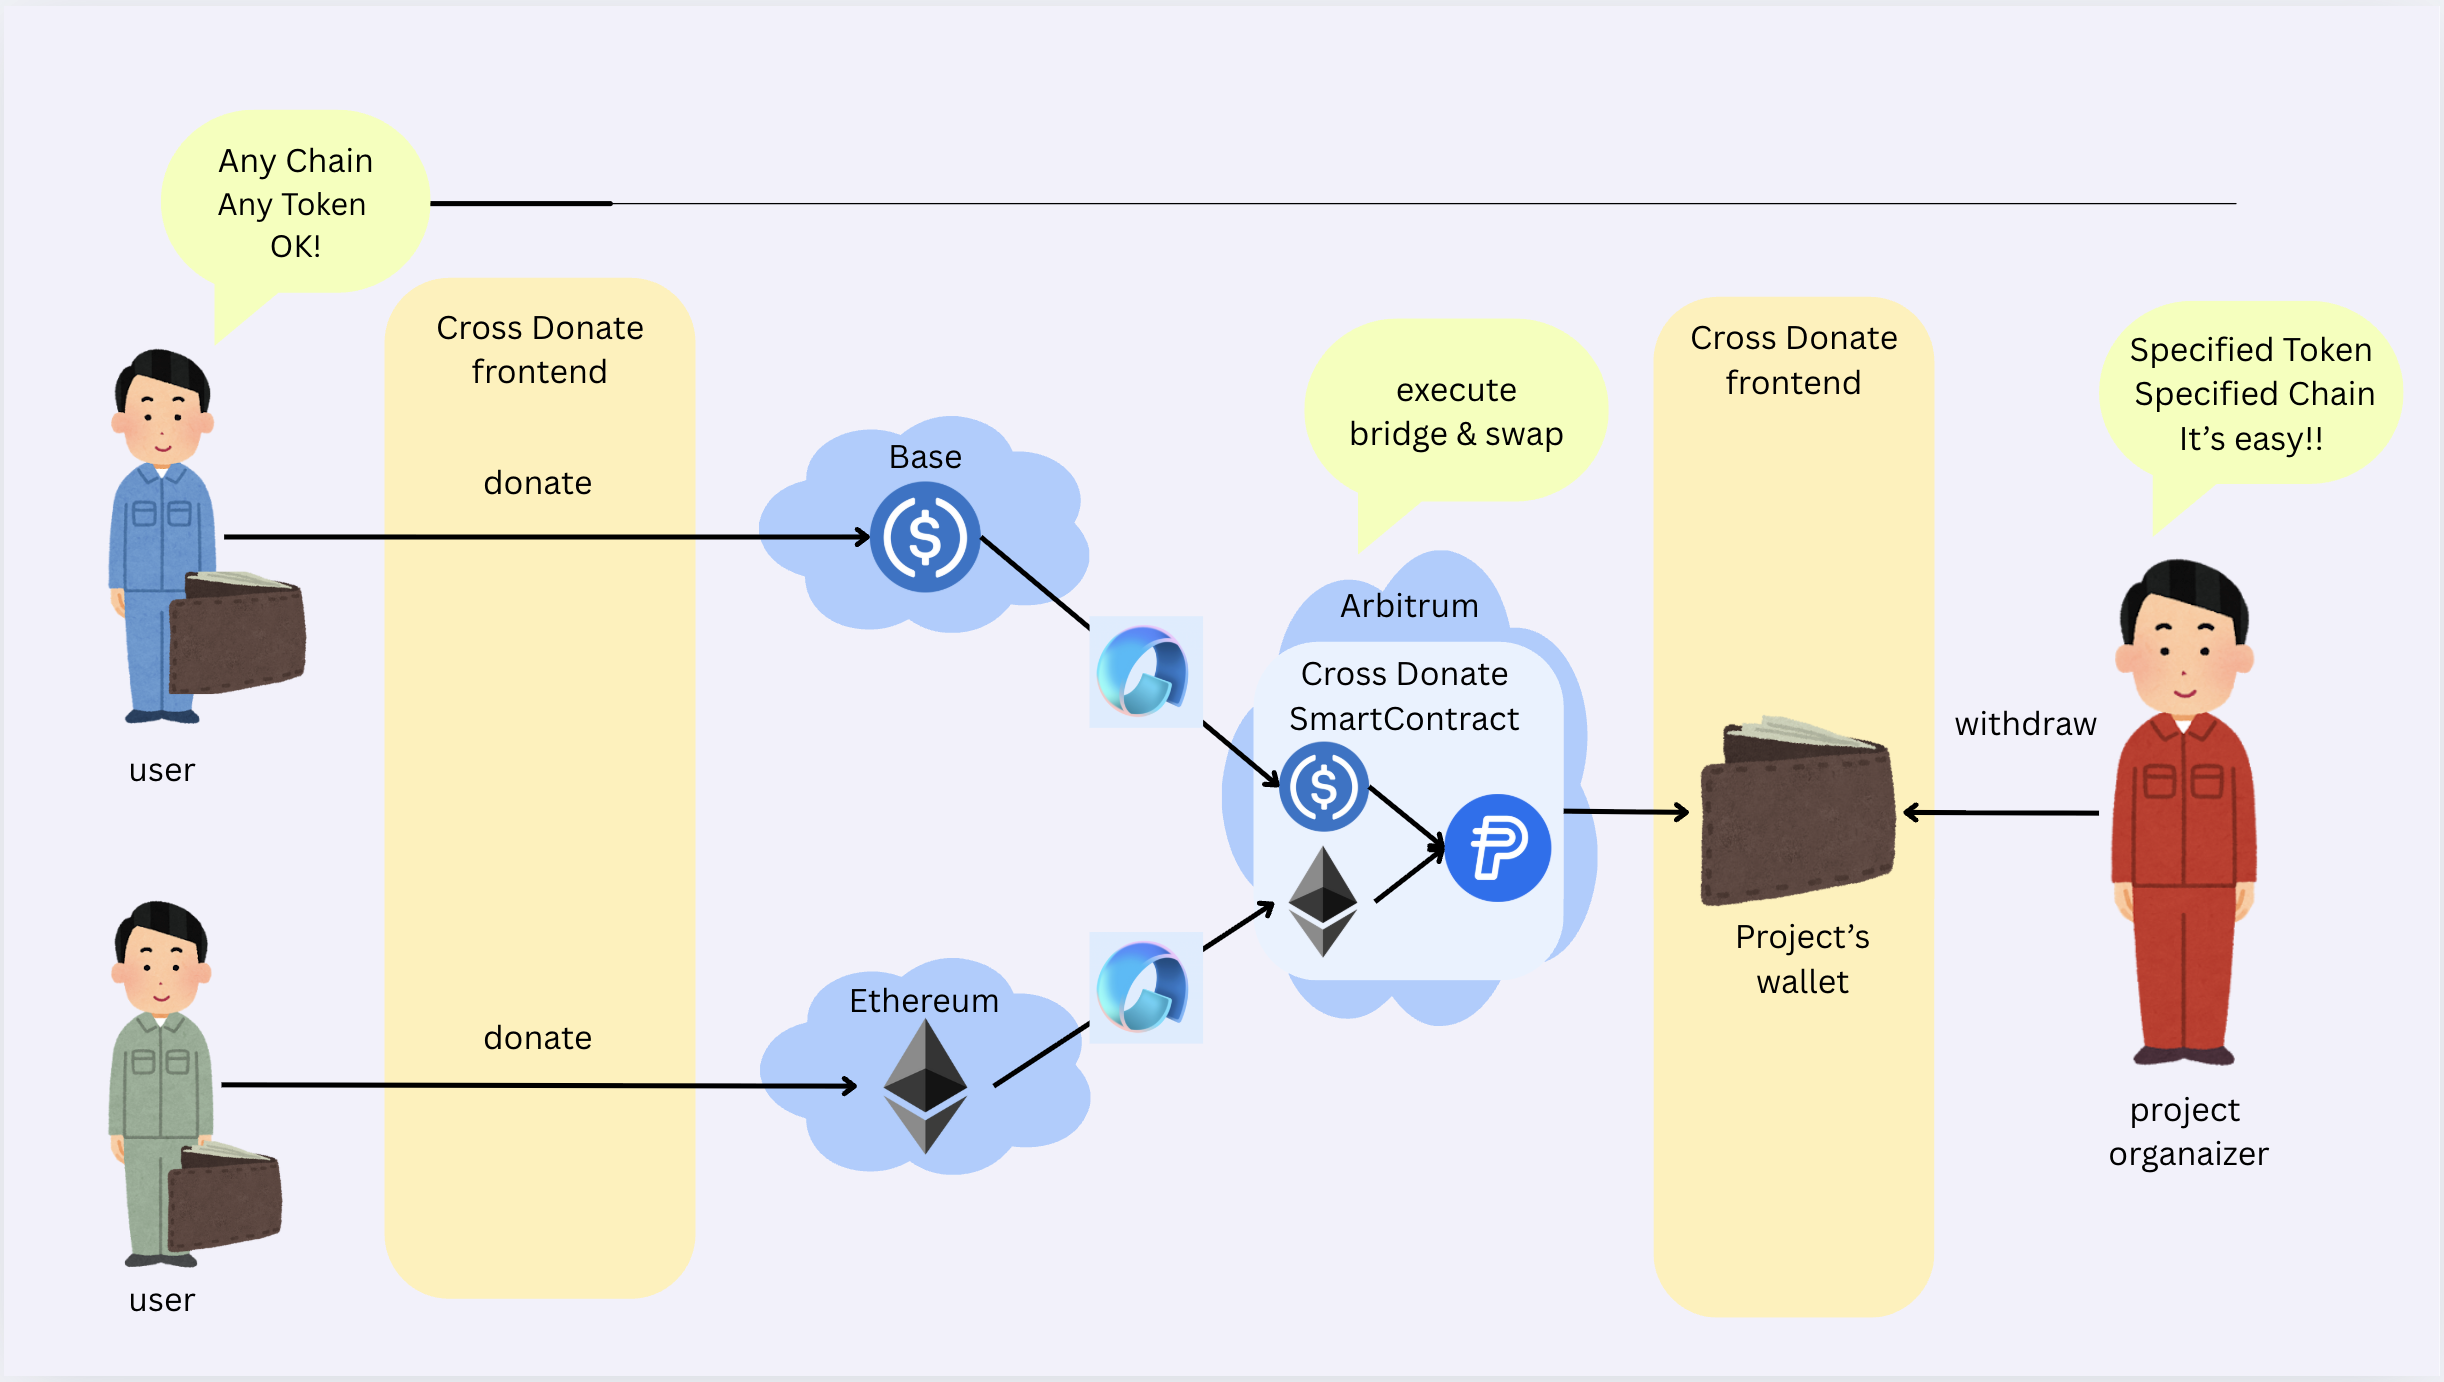 Any Chain
Any Token
OK!
Cross Donate
frontend
donate
user
donate
user
Base
Ethereum
execute
bridge & swap
Arbitrum
Cross Donate
SmartContract
Cross Donate
frontend
Project’s
wallet
Specified Token
Specified Chain
It’s easy!!
withdraw
project
organaizer